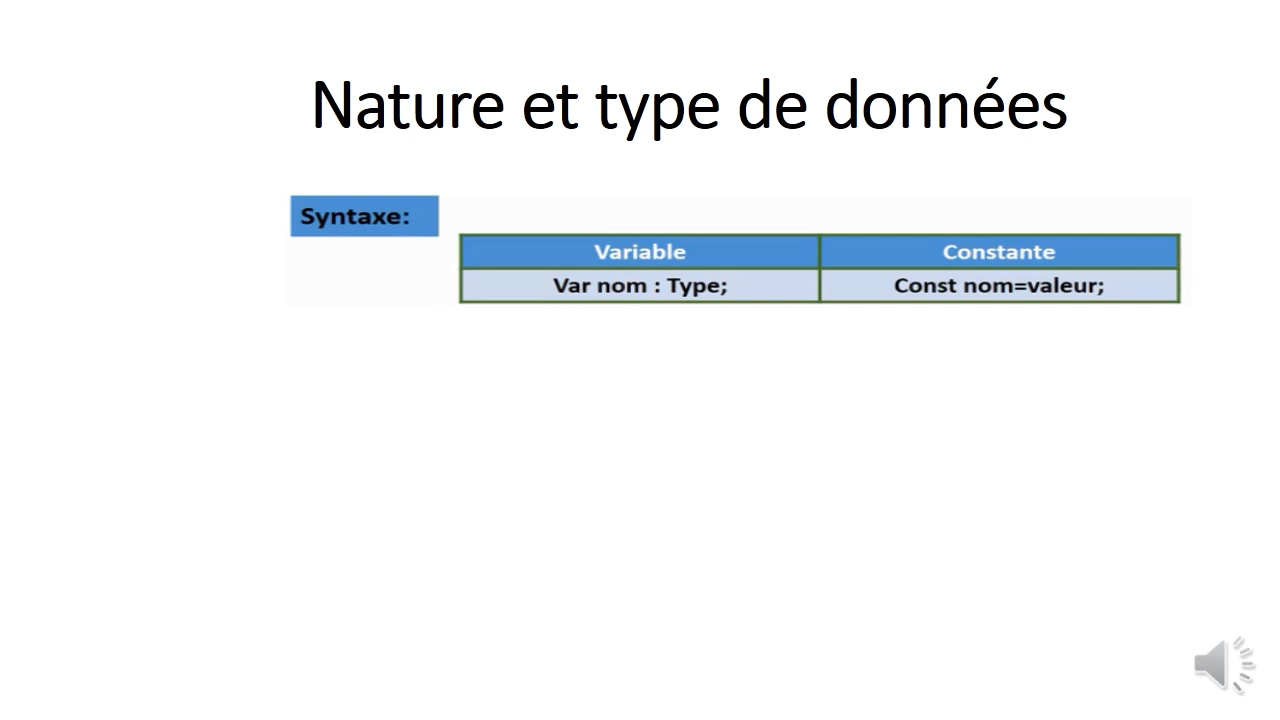 Nature et type de données
Syntaxe:
Variable Constante
Var nom : Type; Const nom=valeur;